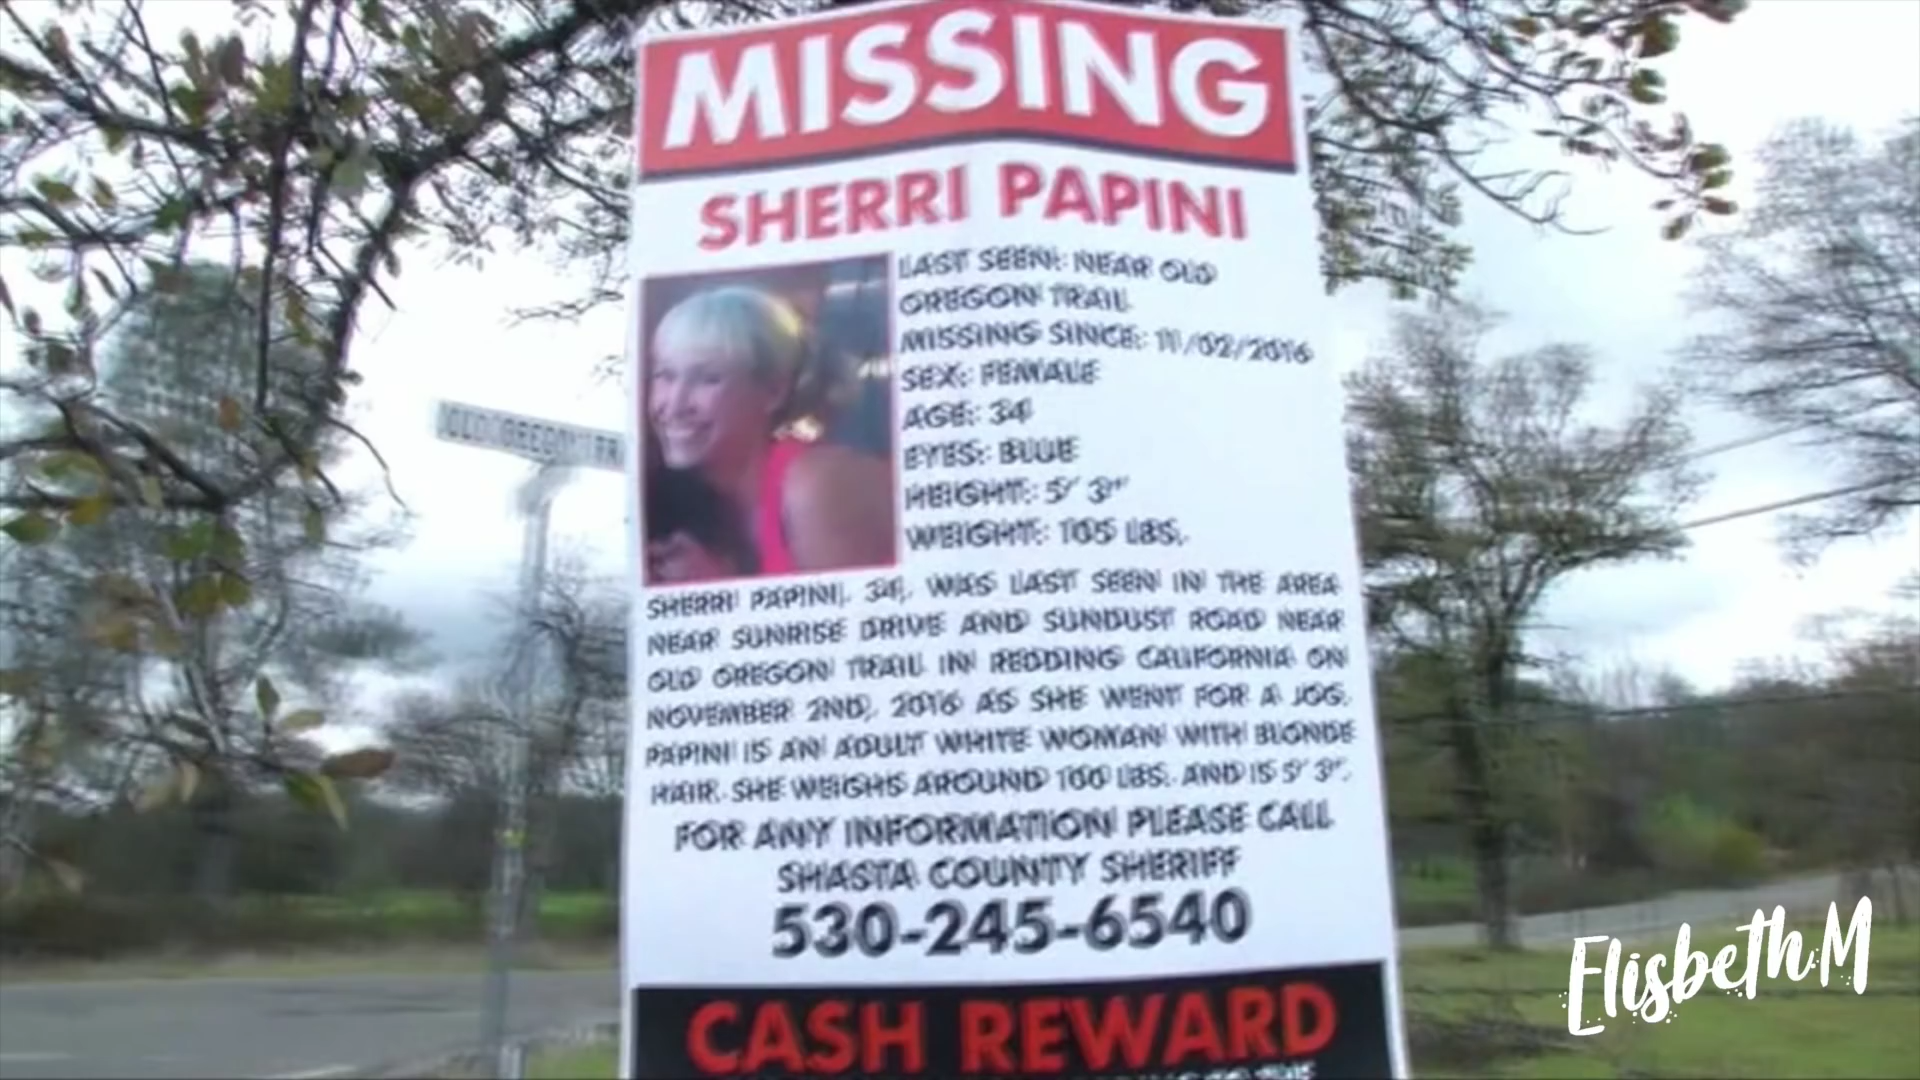 MISSING
SHERRI PAPINI
LAST SEEN: NEAR OLD
OREGON TRAIL
MISSING SINCE: 11/02/2016
SEX: FEMALE
AGE: 34
EYES: BLUE
HEIGHT: 5' 3"
WEIGHT: 105 LBS.
SHERRI PAPINI, 34, WAS LAST SEEN IN THE AREA
NEAR SUNRISE DRIVE AND SUNDUST ROAD NEAR
OLD OREGON TRAIL IN REDDING CALIFORNIA ON
NOVEMBER 2ND, 2016 AS SHE WENT FOR A JOG.
PAPINI IS AN ADULT WHITE WOMAN WITH BLONDE
HAIR. SHE WEIGHS AROUND 100 LBS. AND IS 5' 3".
FOR ANY INFORMATION PLEASE CALL
SHASTA COUNTY SHERIFF
530-245-6540
CASH REWARD
OLD OREGON TR
Elisbeth.M